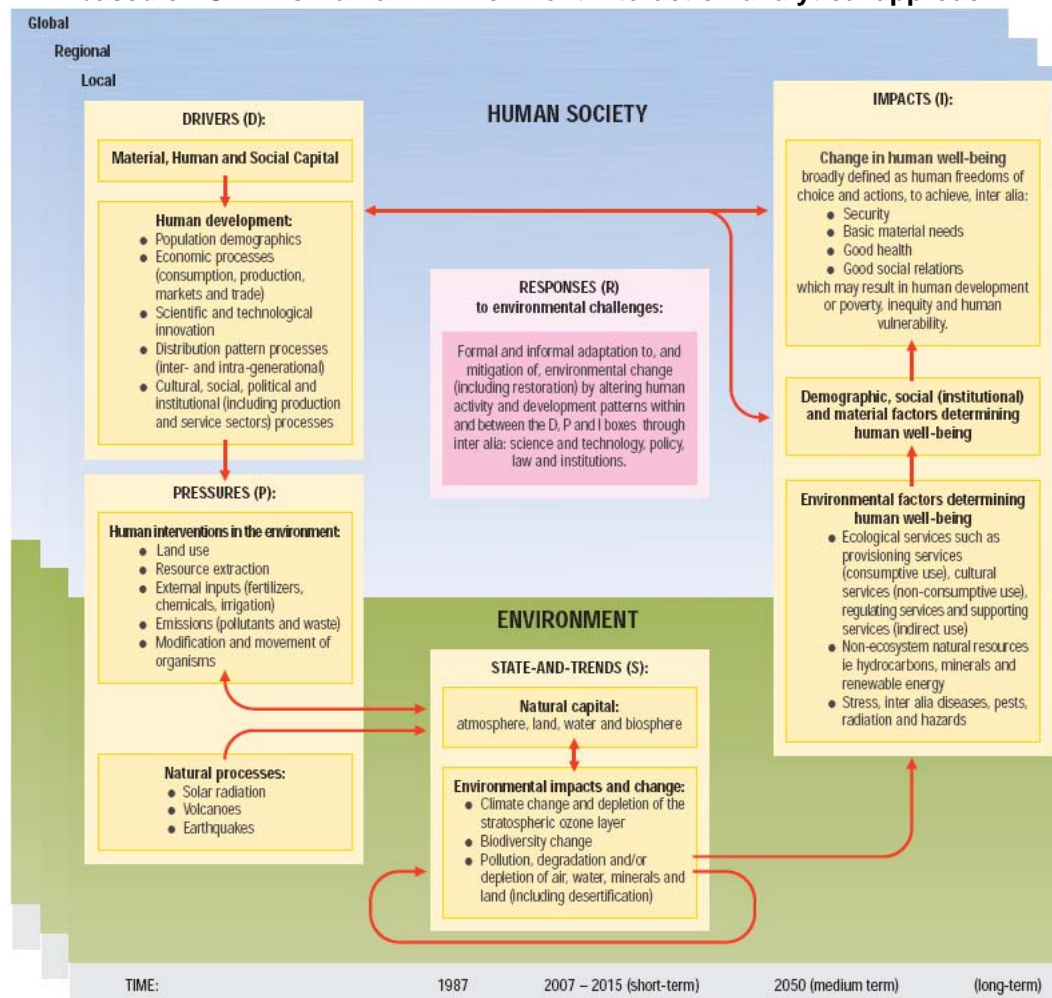 Global
Regional
Local
HUMAN SOCIETY
DRIVERS (D):
Material, Human and Social Capital
Human development:
● Population demographics
● Economic processes
(consumption, production,
markets and trade)
● Scientific and technological
innovation
● Distribution pattern processes
(inter- and intra-generational)
● Cultural, social, political and
institutional (including production
and service sectors) processes
PRESSURES (P):
Human interventions in the environment:
● Land use
● Resource extraction
● External inputs (fertilizers,
chemicals, irrigation)
● Emissions (pollutants and waste)
● Modification and movement of
organisms
Natural processes:
● Solar radiation
● Volcanoes
● Earthquakes
RESPONSES (R)
to environmental challenges:
Formal and informal adaptation to, and
mitigation of, environmental change
(including restoration) by altering human
activity and development patterns within
and between the D, P and I boxes through
inter alia: science and technology, policy,
law and institutions.
ENVIRONMENT
STATE-AND-TRENDS (S):
Natural capital:
atmosphere, land, water and biosphere
Environmental impacts and change:
● Climate change and depletion of the
stratospheric ozone layer
● Biodiversity change
● Pollution, degradation and/or
depletion of air, water, minerals and
land (including desertification)
IMPACTS (I):
Change in human well-being
broadly defined as human freedoms of
choice and actions, to achieve, inter alia:
● Security
● Basic material needs
● Good health
● Good social relations
which may result in human development
or poverty, inequity and human
vulnerability.
Demographic, social (institutional)
and material factors determining
human well-being
Environmental factors determining
human well-being
● Ecological services such as
provisioning services
(consumptive use), cultural
services (non-consumptive use),
regulating services and supporting
services (indirect use)
● Non-ecosystem natural resources
ie hydrocarbons, minerals and
renewable energy
● Stress, inter alia diseases, pests,
radiation and hazards
TIME: 1987 2007 – 2015 (short-term) 2050 (medium term) (long-term)